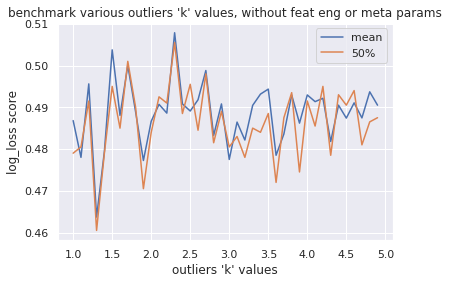 benchmark various outliers 'k' values, without feat eng or meta params
mean
50%
log_loss score
0.51
0.50
0.49
0.48
0.47
0.46
1.0 1.5 2.0 2.5 3.0 3.5 4.0 4.5 5.0
outliers 'k' values